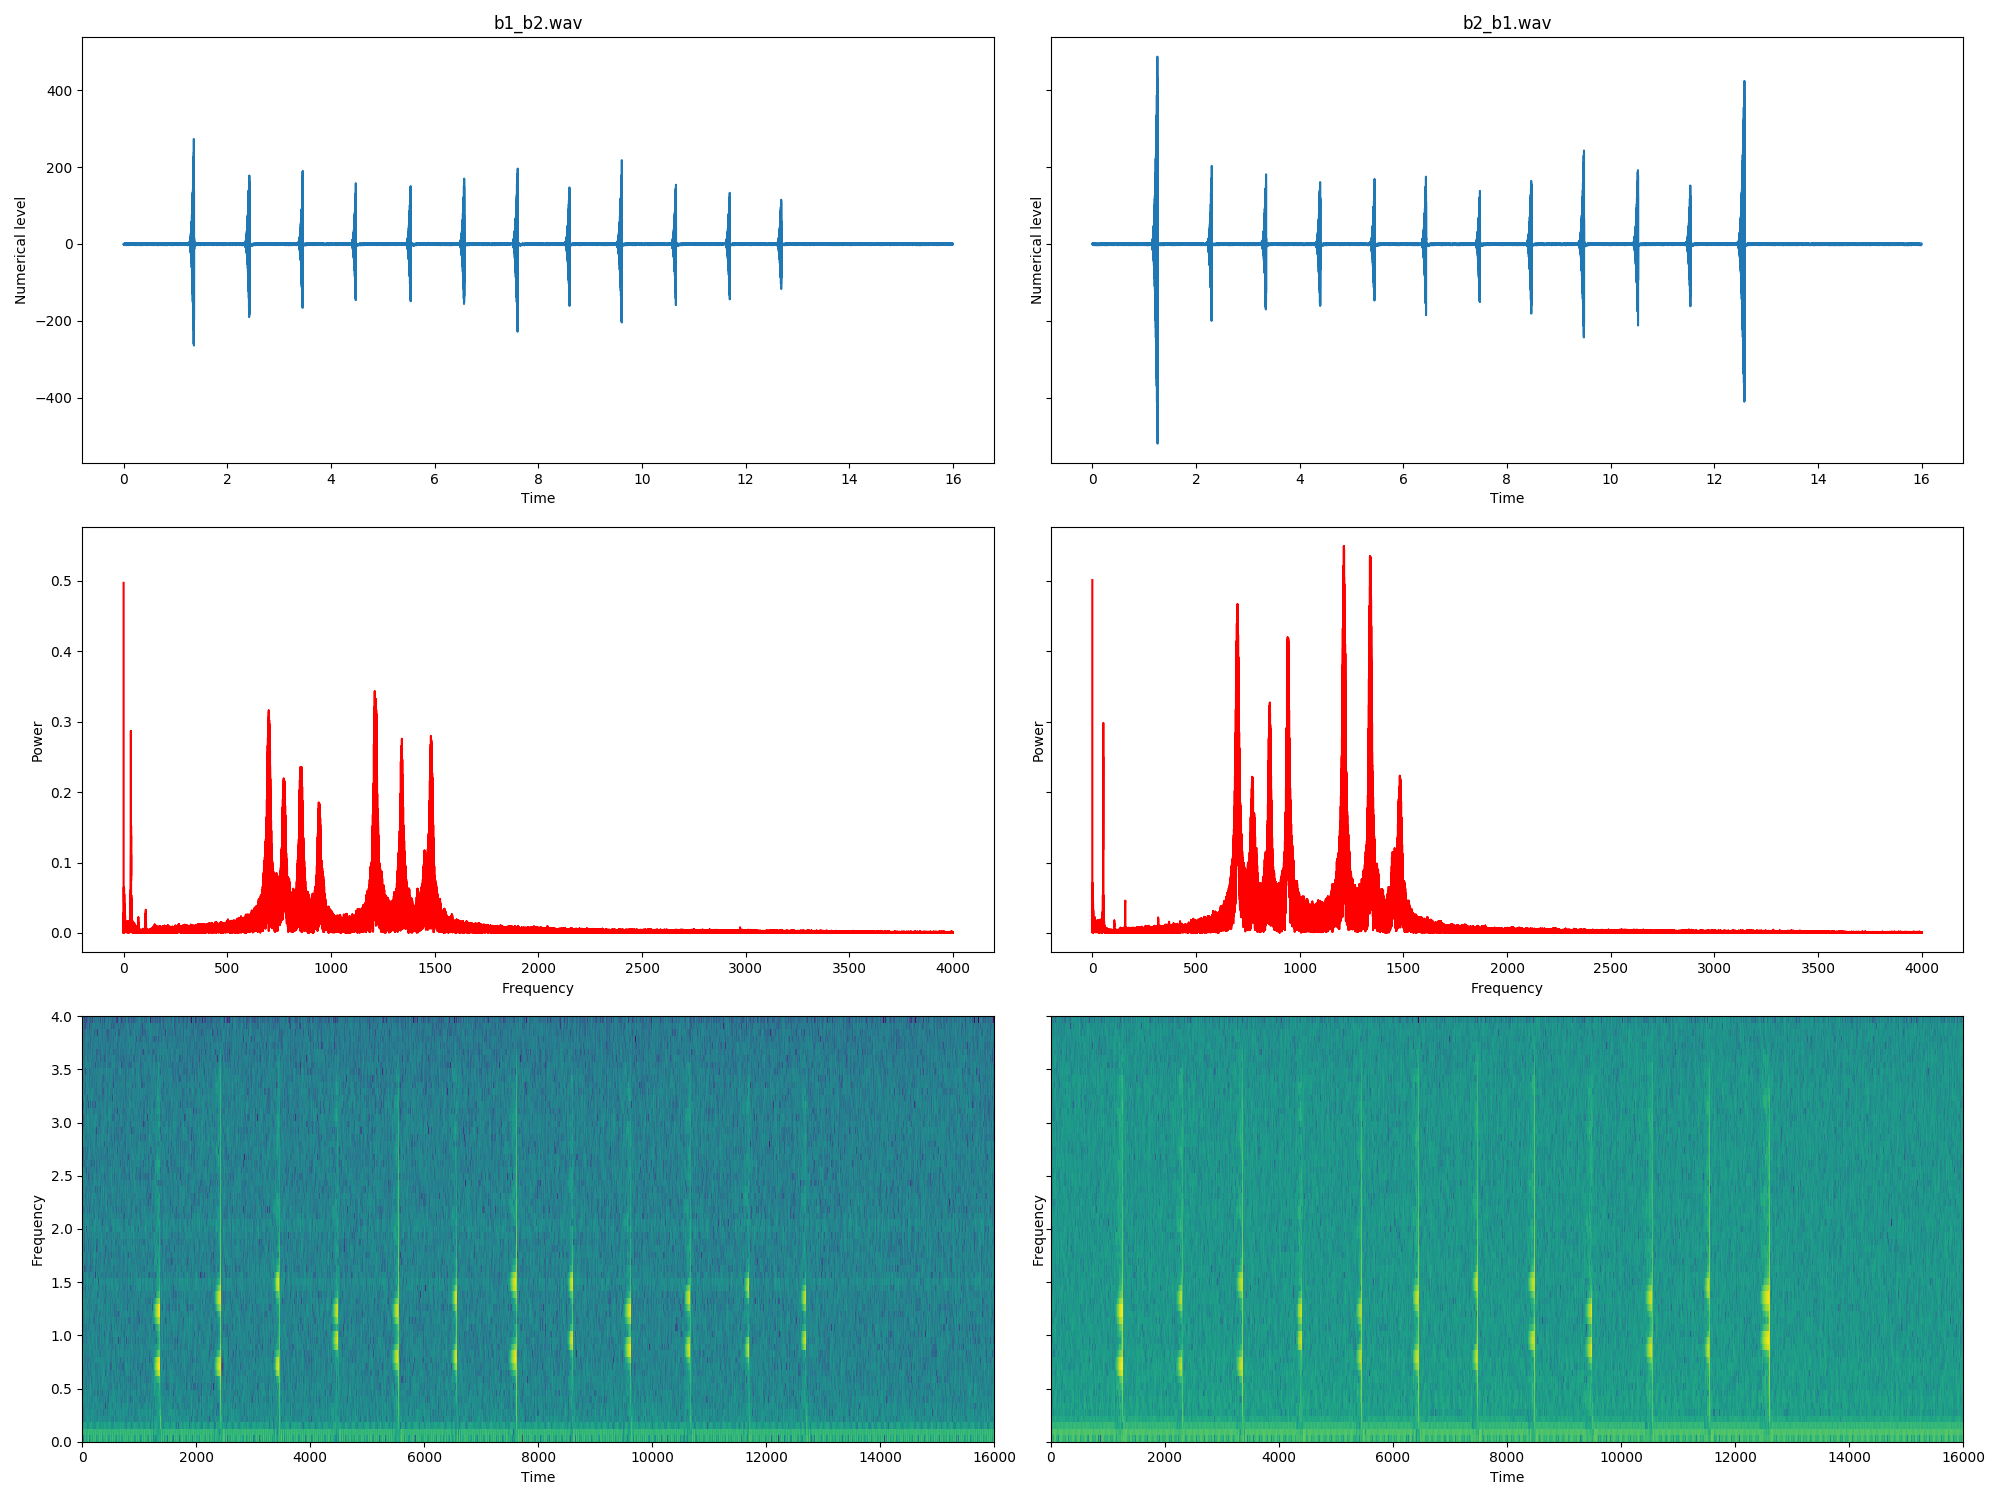 b1_b2.wav
Numerical level
400
200
0
−200
−400
0 2 4 6 8 10 12 14 16
Time
b2_b1.wav
Numerical level
0 2 4 6 8 10 12 14 16
Time
Power
0.5
0.4
0.3
0.2
0.1
0.0
0 500 1000 1500 2000 2500 3000 3500 4000
Frequency
Power
0 500 1000 1500 2000 2500 3000 3500 4000
Frequency
Frequency
4.0
3.5
3.0
2.5
2.0
1.5
1.0
0.5
0.0
0 2000 4000 6000 8000 10000 12000 14000 16000
Time
Frequency
0 2000 4000 6000 8000 10000 12000 14000 16000
Time